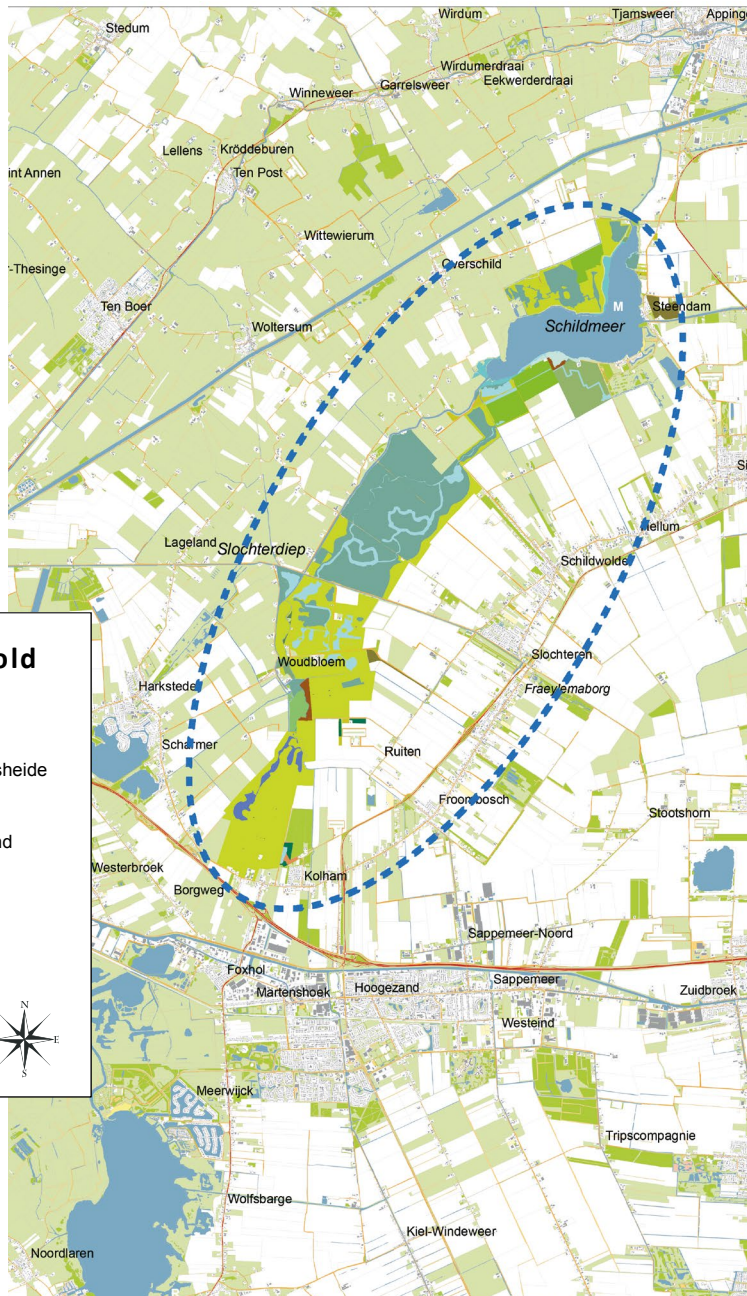 Wirdum
Tjamsweer
Apping
Stedum
Wirdumerdraai
Garrelsweer
Eekwerderdraai
Winneweer
Lellens
Kröddeburen
int Annen
Ten Post
Wittewierum
r-Thesinge
Overschild
Ten Boer
M
Steendam
Woltersum
Schildmeer
R
Si
Hellum
Lageland
Slochterdiep
Schildwolde
old
Woudbloem
Slochteren
Harkstede
Fraeylemaborg
Scharmer
Ruiten
sheide
Froombosch
Stootshorn
nd
Westerbroek
Kolham
Borgweg
Sappemeer-Noord
Foxhol
Martenshoek
Hoogezand
Sappemeer
Zuidbroek
N
Westeind
E
S
Meerwijck
Tripscompagnie
Wolfsbarge
Kiel-Windeweer
Noordlaren